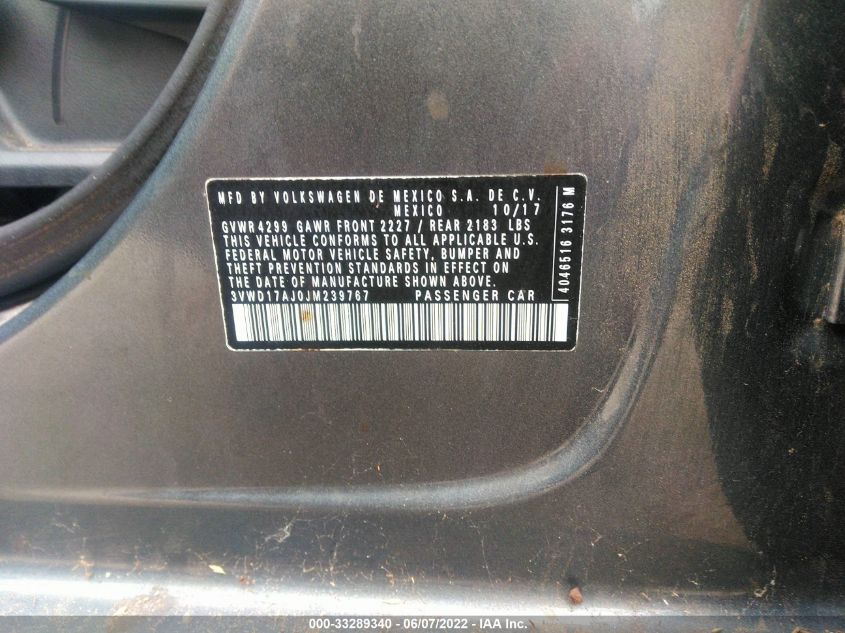 MFD BY VOLKSWAGEN DE MEXICO S.A. DE C.V.
MEXICO 10/17
GVWR 4299 GAWR FRONT 2227 / REAR 2183 LBS
THIS VEHICLE CONFORMS TO ALL APPLICABLE U.S.
FEDERAL MOTOR VEHICLE SAFETY, BUMPER AND
THEFT PREVENTION STANDARDS IN EFFECT ON
THE DATE OF MANUFACTURE SHOWN ABOVE.
3VWD17AJ0JM239767 PASSENGER CAR
4046516 3176 M
000-33289340 - 06/07/2022 - IAA Inc.